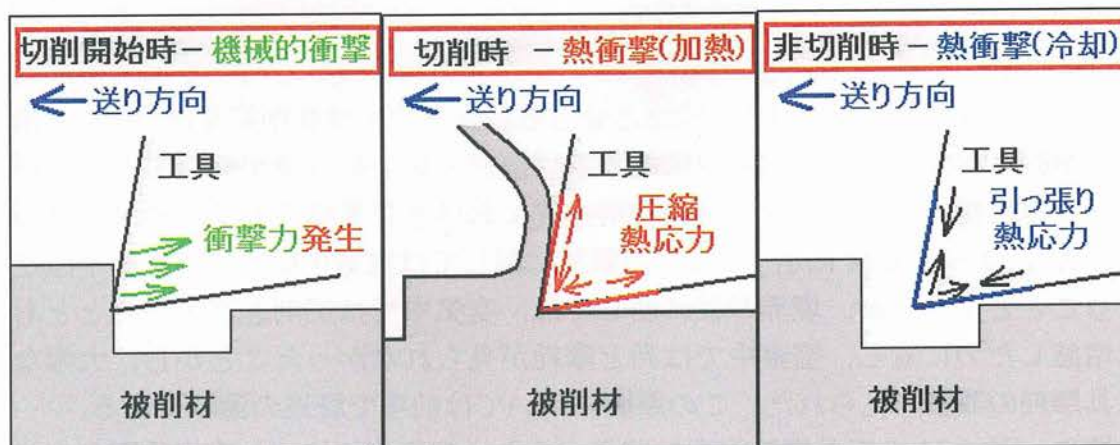 切削開始時－機械的衝撃
送り方向
工具
衝撃力発生
被削材
切削時 －熱衝撃(加熱)
送り方向
工具
圧縮
熱応力
被削材
非切削時－熱衝撃(冷却)
送り方向
工具
引っ張り
熱応力
被削材